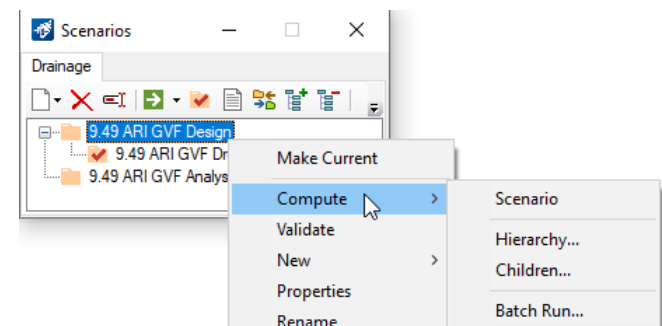 Scenarios
Drainage
9.49 ARI GVF Design
9.49 ARI GVF Dr
9.49 ARI GVF Analys
Make Current
Compute
Validate
New
Properties
Rename
Scenario
Hierarchy...
Children...
Batch Run...